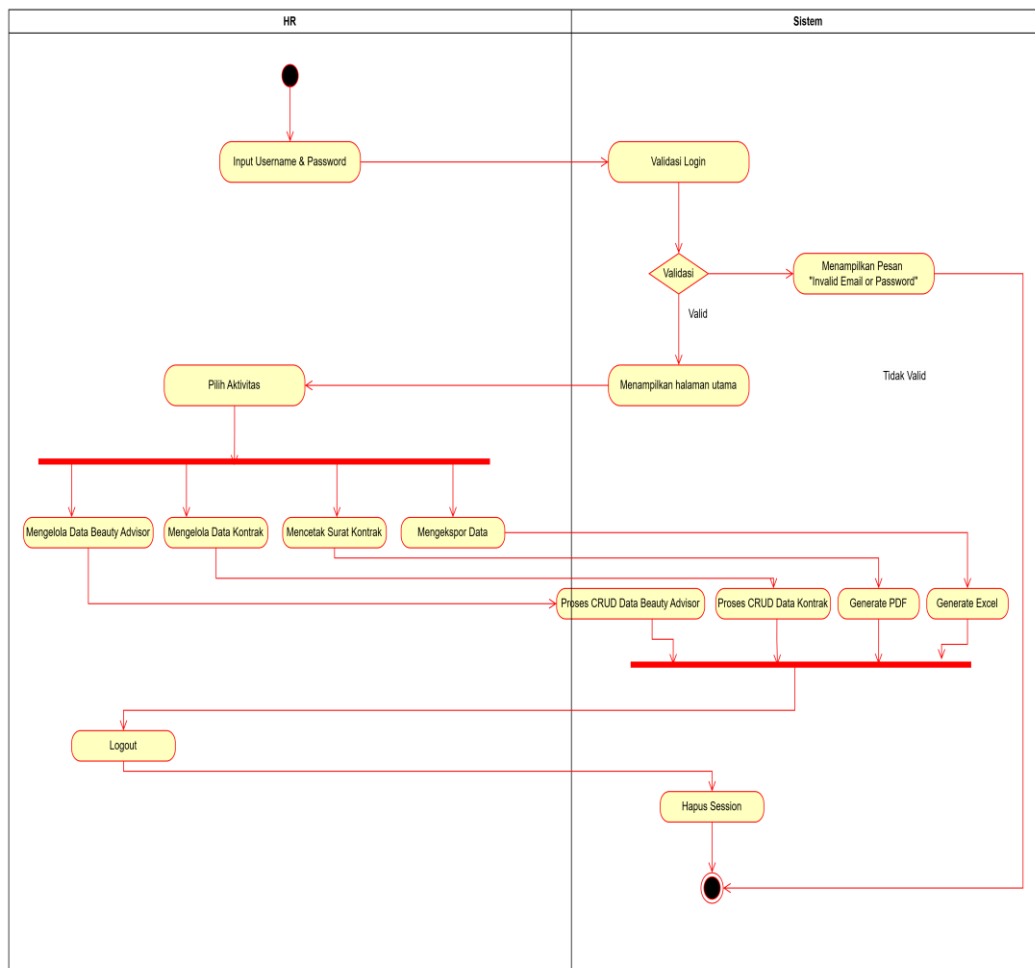 HR
Sistem
Input Username & Password
Validasi Login
Validasi
Menampilkan Pesan
"Invalid Email or Password"
Valid
Tidak Valid
Pilih Aktivitas
Menampilkan halaman utama
Mengelola Data Beauty Advisor
Mengelola Data Kontrak
Mencetak Surat Kontrak
Mengekspor Data
Proses CRUD Data Beauty Advisor
Proses CRUD Data Kontrak
Generate PDF
Generate Excel
Logout
Hapus Session